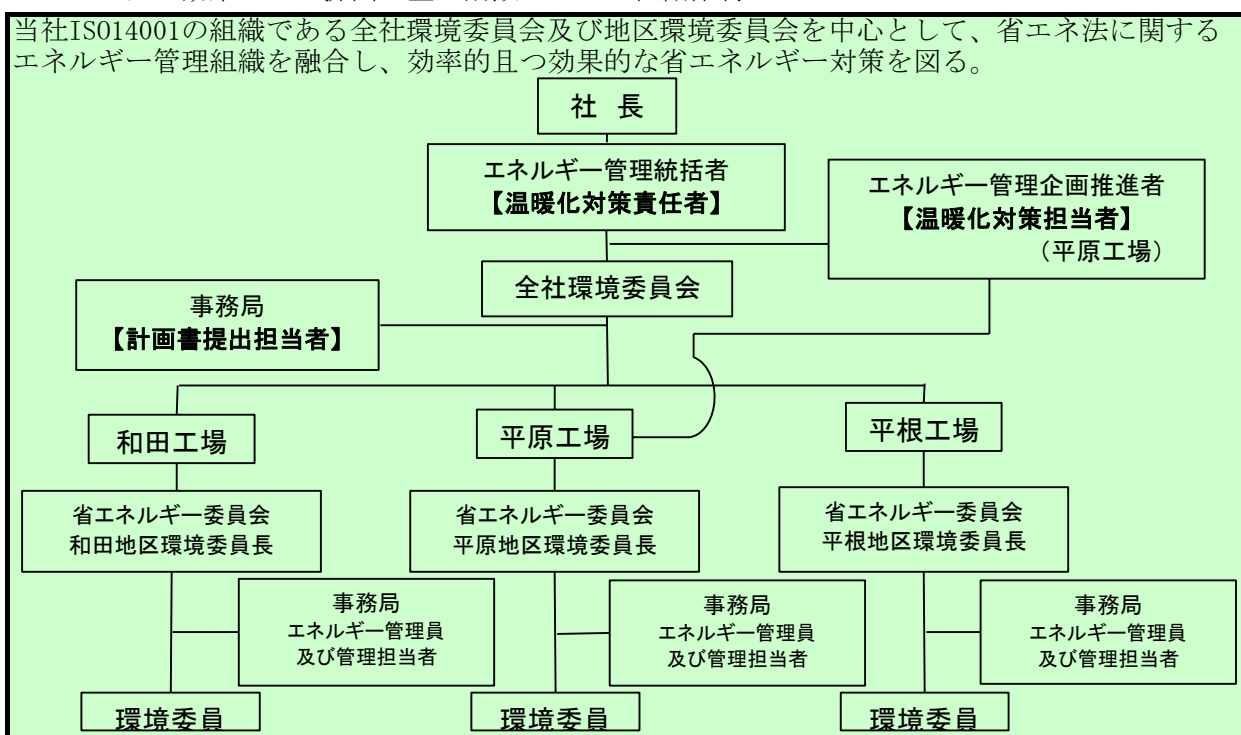 当社ISO14001の組織である全社環境委員会及び地区環境委員会を中心として、省エネ法に関する
エネルギー管理組織を融合し、効率的且つ効果的な省エネルギー対策を図る。
社 長
エネルギー管理統括者
【温暖化対策責任者】
エネルギー管理企画推進者
【温暖化対策担当者】
（平原工場）
全社環境委員会
事務局
【計画書提出担当者】
和田工場
平原工場
平根工場
省エネルギー委員会
和田地区環境委員長
省エネルギー委員会
平原地区環境委員長
省エネルギー委員会
平根地区環境委員長
事務局
エネルギー管理員
及び管理担当者
事務局
エネルギー管理員
及び管理担当者
事務局
エネルギー管理員
及び管理担当者
環境委員
環境委員
環境委員